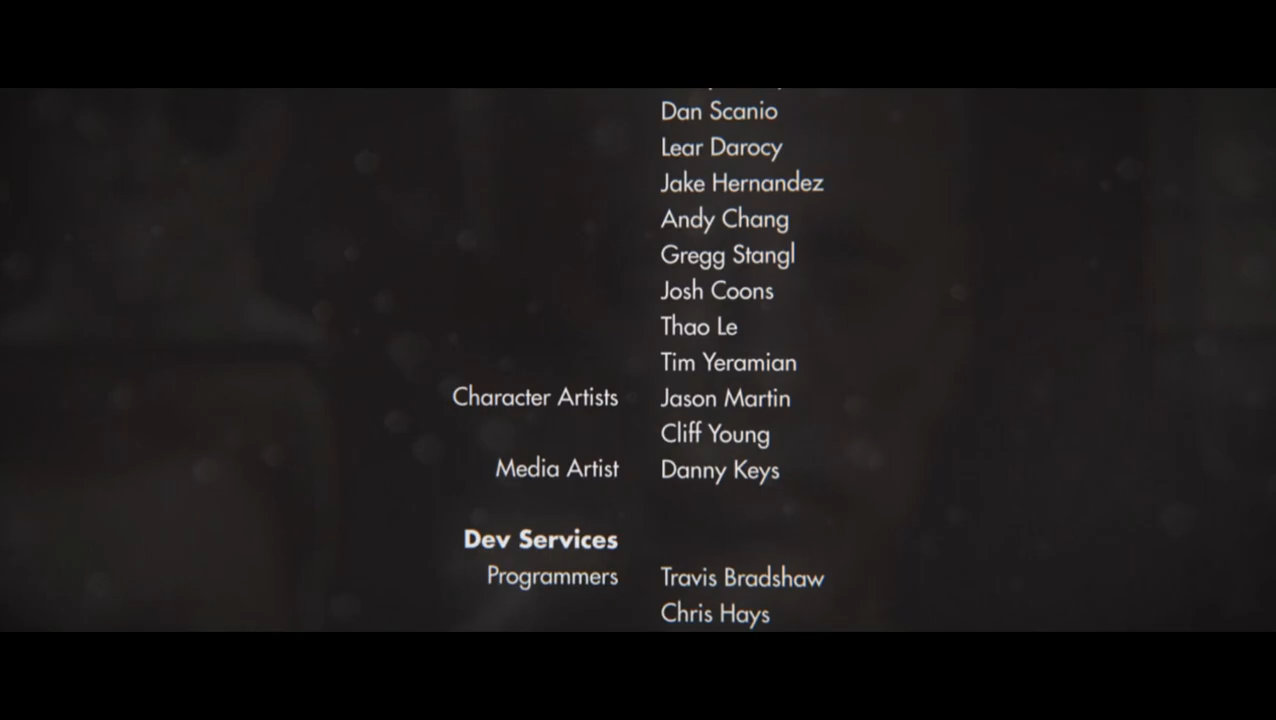 Dan Scanio
Lear Darocy
Jake Hernandez
Andy Chang
Gregg Stangl
Josh Coons
Thao Le
Tim Yeramian
Character Artists Jason Martin
Cliff Young
Media Artist Danny Keys
Dev Services
Programmers Travis Bradshaw
Chris Hays